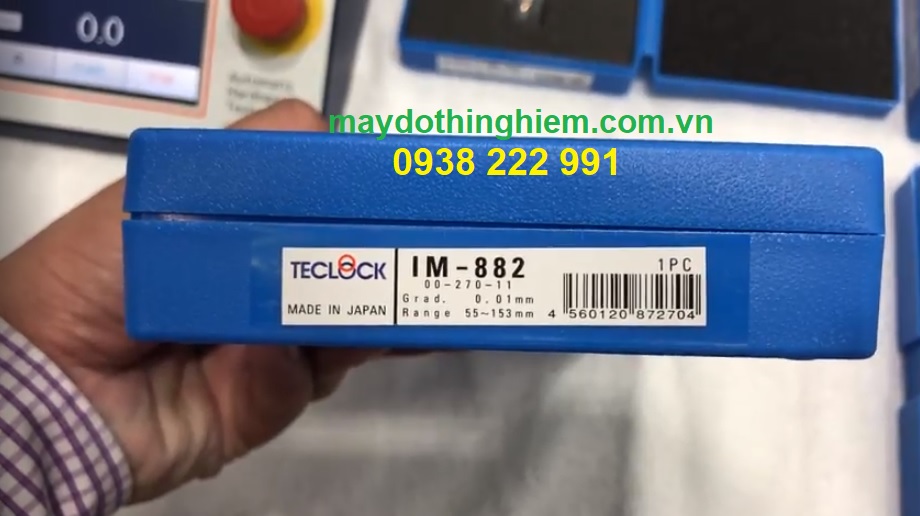 0.0
maydothinghiem.com.vn
0938 222 991
TECLOCK
MADE IN JAPAN
IM-882
00-270-11
Grad. 0.01mm
Range 55~153mm
1PC
4 560120 872704